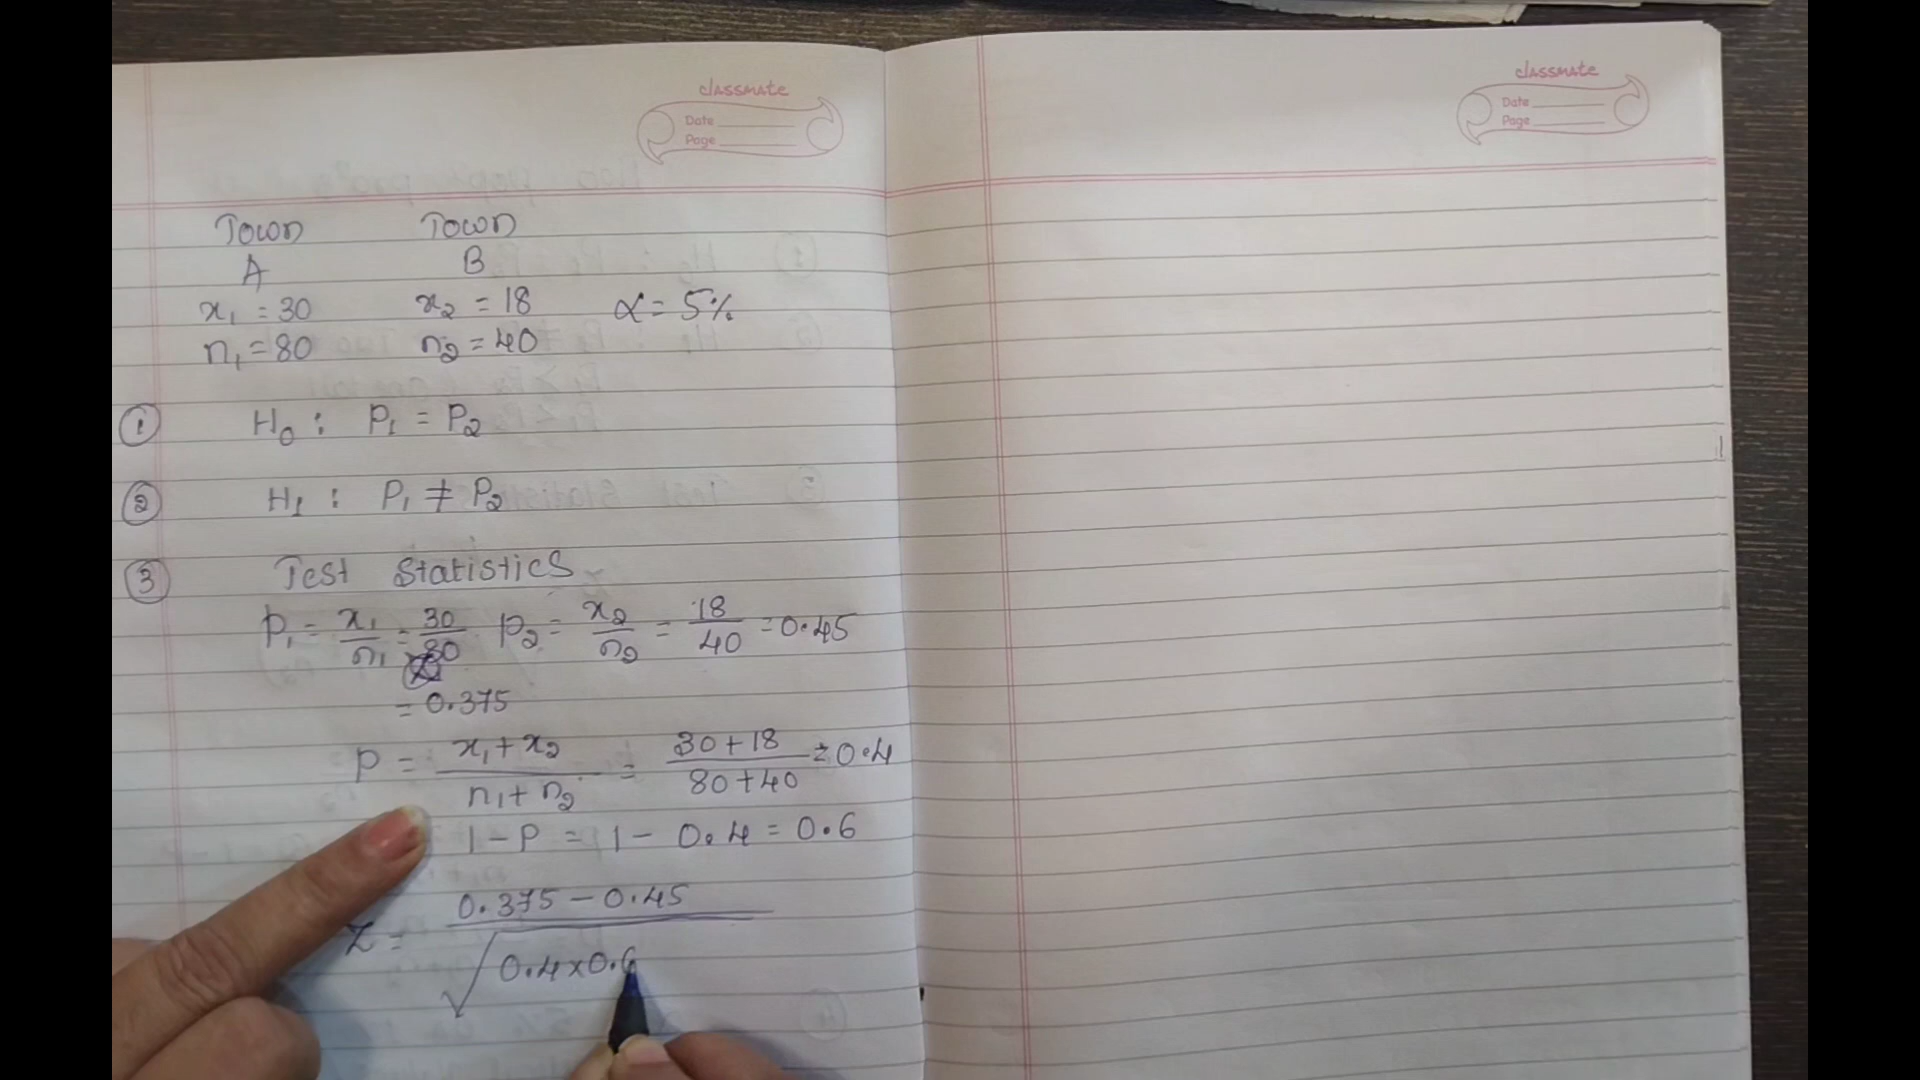 classmate
Date
Page
classmate
Date
Page
Town Town
A B
x₁ = 30 x₂ = 18 α = 5%
n₁ = 80 n₂ = 40
① H₀ : P₁ = P₂
② H₁ : P₁ ≠ P₂
③ Test Statistics
p₁ = x₁/n₁ = 30/80 p₂ = x₂/n₂ = 18/40 = 0.45
= 0.375
P = (x₁ + x₂)/(n₁ + n₂) = (30 + 18)/(80 + 40) = 0.4
1 - P = 1 - 0.4 = 0.6
Z = (0.375 - 0.45)/√(0.4 x 0.6